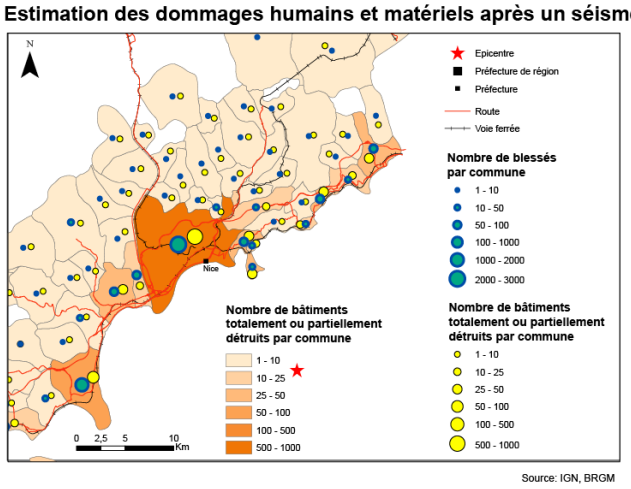 Estimation des dommages humains et matériels après un séisme
N
Epicentre
Préfecture de région
Préfecture
Route
Voie ferrée
Nombre de blessés
par commune
1 - 10
10 - 50
50 - 100
100 - 1000
1000 - 2000
2000 - 3000
Nice
Nombre de bâtiments
totalement ou partiellement
détruits par commune
1 - 10
10 - 25
25 - 50
50 - 100
100 - 500
500 - 1000
Nombre de bâtiments
totalement ou partiellement
détruits par commune
1 - 10
10 - 25
25 - 50
50 - 100
100 - 500
500 - 1000
0 2,5 5 10
Km
Source: IGN, BRGM